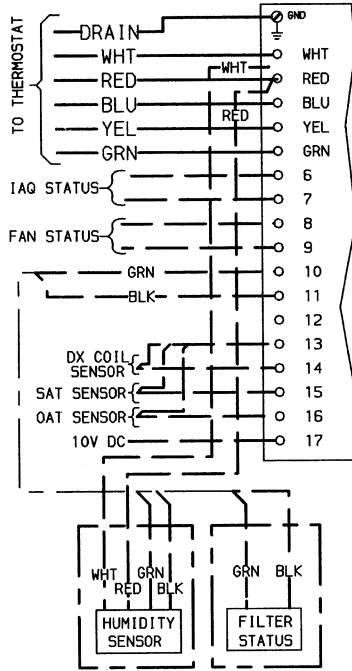 GND
DRAIN
WHT WHT
WHT
RED RED
BLU BLU
RED
YEL YEL
GRN GRN
TO THERMOSTAT
IAQ STATUS 6
7
FAN STATUS 8
9
GRN 10
BLK 11
12
13
DX COIL
SENSOR 14
SAT SENSOR 15
OAT SENSOR 16
10V DC 17
WHT GRN GRN BLK
RED BLK
HUMIDITY
SENSOR
FILTER
STATUS